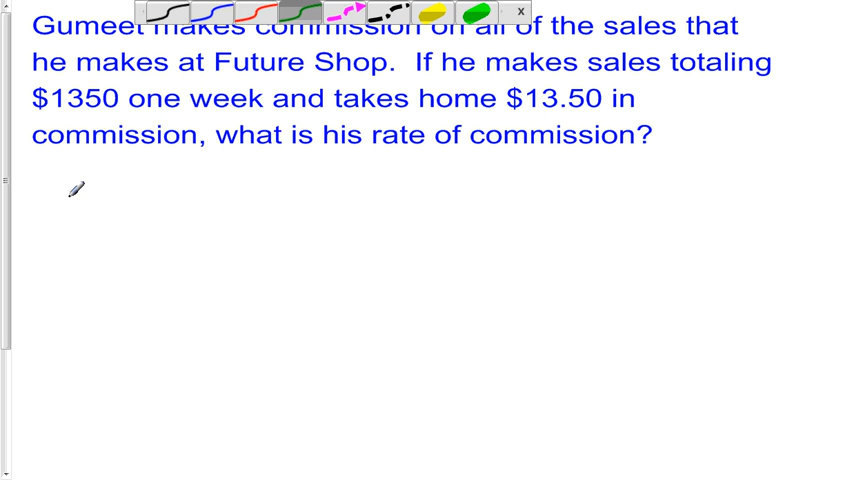 Gumeet makes commission on all of the sales that
he makes at Future Shop. If he makes sales totaling
$1350 one week and takes home $13.50 in
commission, what is his rate of commission?
x